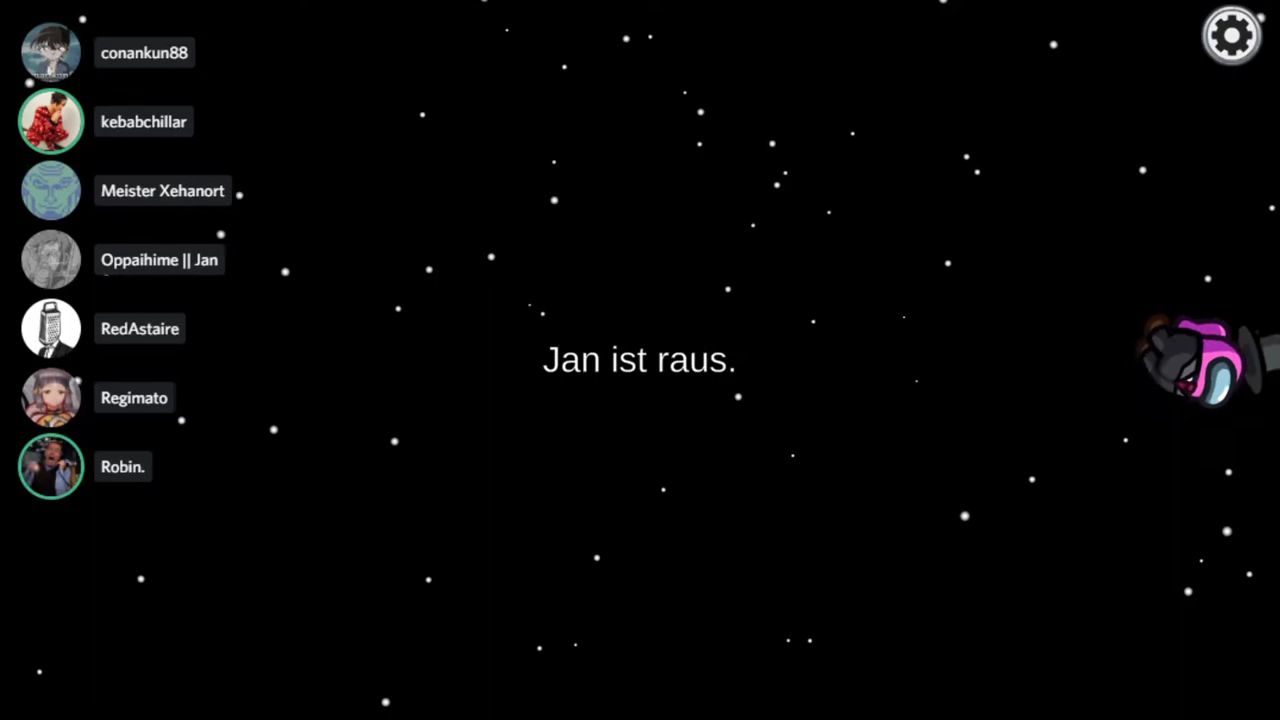 conankun88
kebabchillar
Meister Xehanort
Oppaihime || Jan
Jan ist raus.
RedAstaire
Regimato
Robin.